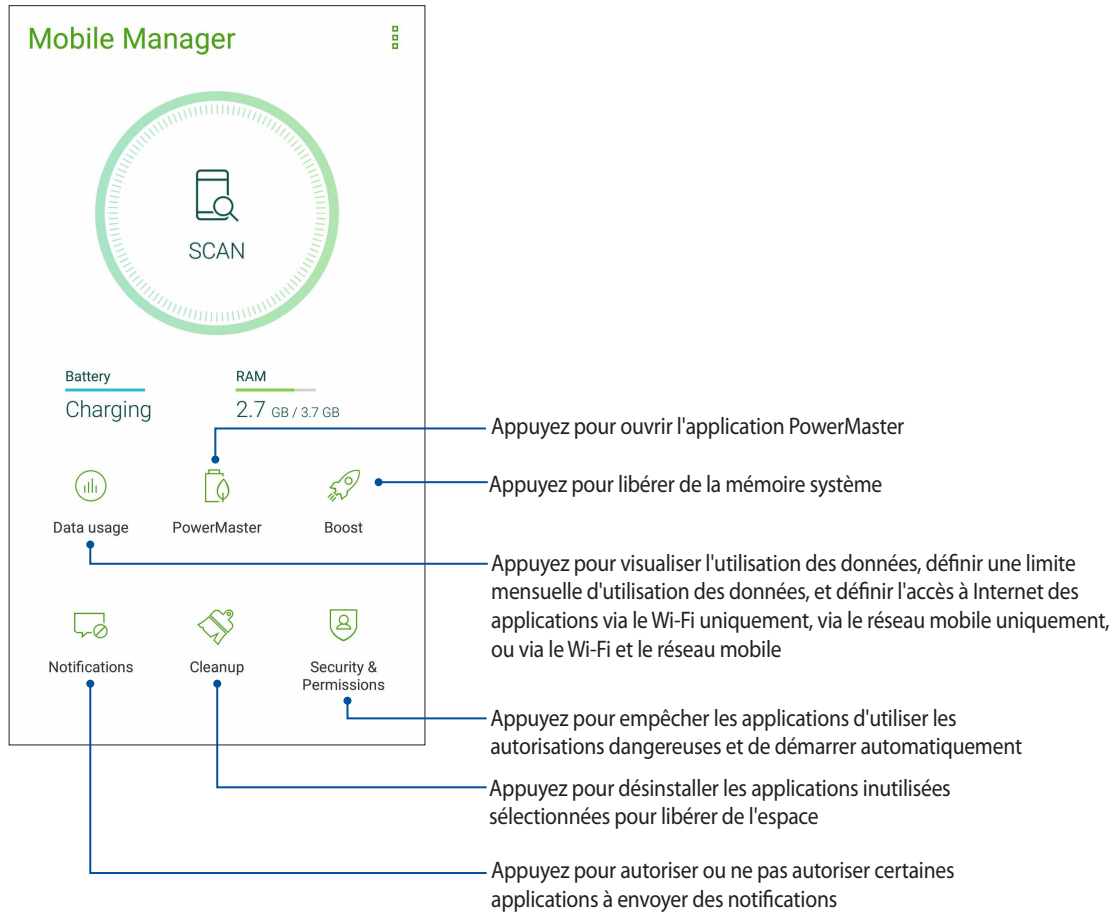 Mobile Manager
SCAN
Battery
RAM
Charging
2.7 GB / 3.7 GB
Appuyez pour ouvrir l'application PowerMaster
Appuyez pour libérer de la mémoire système
Data usage
PowerMaster
Boost
Appuyez pour visualiser l'utilisation des données, définir une limite
mensuelle d'utilisation des données, et définir l'accès à Internet des
applications via le Wi-Fi uniquement, via le réseau mobile uniquement,
ou via le Wi-Fi et le réseau mobile
Notifications
Cleanup
Security &
Permissions
Appuyez pour empêcher les applications d'utiliser les
autorisations dangereuses et de démarrer automatiquement
Appuyez pour désinstaller les applications inutilisées
sélectionnées pour libérer de l'espace
Appuyez pour autoriser ou ne pas autoriser certaines
applications à envoyer des notifications